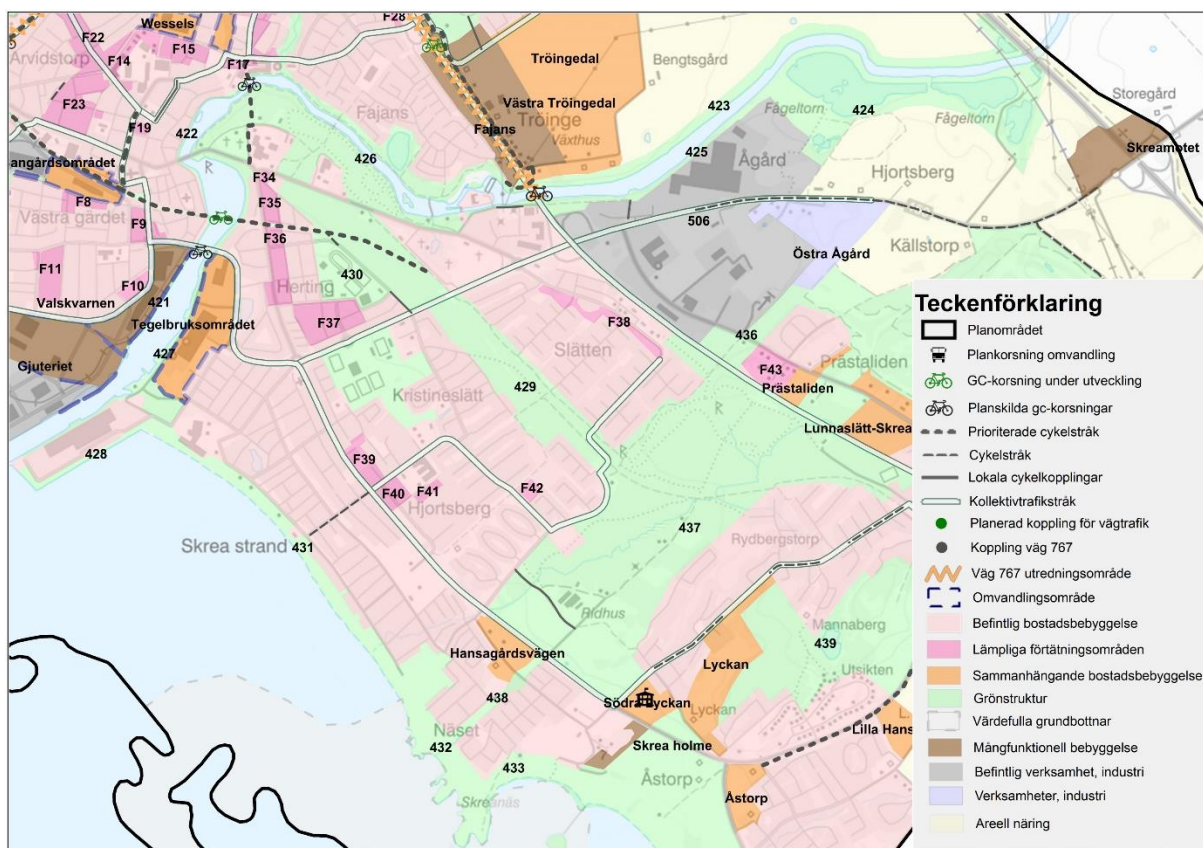 F28
Wessels
F22
F15
F14
Arvidstorp
F17
Tröingedal
Bengtsgård
Storegård
F23
Fajans
Västra Tröingedal
423
Fågeltorn
424
F19
422
Fajans
Tröinge
Växthus
Fågeltorn
Skreamotet
426
425
Ågård
angårdsområdet
F34
Hjortsberg
F8
F35
Västra gärdet
F9
F36
506
Källstorp
Östra Ågård
F11
430
F10
Herting
Valskvarnen
421
Tegelbruksområdet
F37
F38
436
427
Slätten
Prästaliden
Gjuteriet
F43
Kristineslätt
429
Prästaliden
Lunnaslätt-Skrea
428
F39
F40
F41
F42
Hjortsberg
437
Rydbergstorp
Skrea strand
431
Ridhus
Mannaberg
439
Hansagårdsvägen
Lyckan
Utsikten
438
Södra Lyckan
Lyckan
Näset
Lilla Hans
432
Skrea holme
433
Åstorp
Skreanäs
Åstorp
Teckenförklaring
Planområdet
Plankorsning omvandling
GC-korsning under utveckling
Planskilda gc-korsningar
Prioriterade cykelstråk
Cykelstråk
Lokala cykelkopplingar
Kollektivtrafikstråk
Planerad koppling för vägtrafik
Koppling väg 767
Väg 767 utredningsområde
Omvandlingsområde
Befintlig bostadsbebyggelse
Lämpliga förtätningsområden
Sammanhängande bostadsbebyggelse
Grönstruktur
Värdefulla grundbottnar
Mångfunktionell bebyggelse
Befintlig verksamhet, industri
Verksamheter, industri
Areell näring